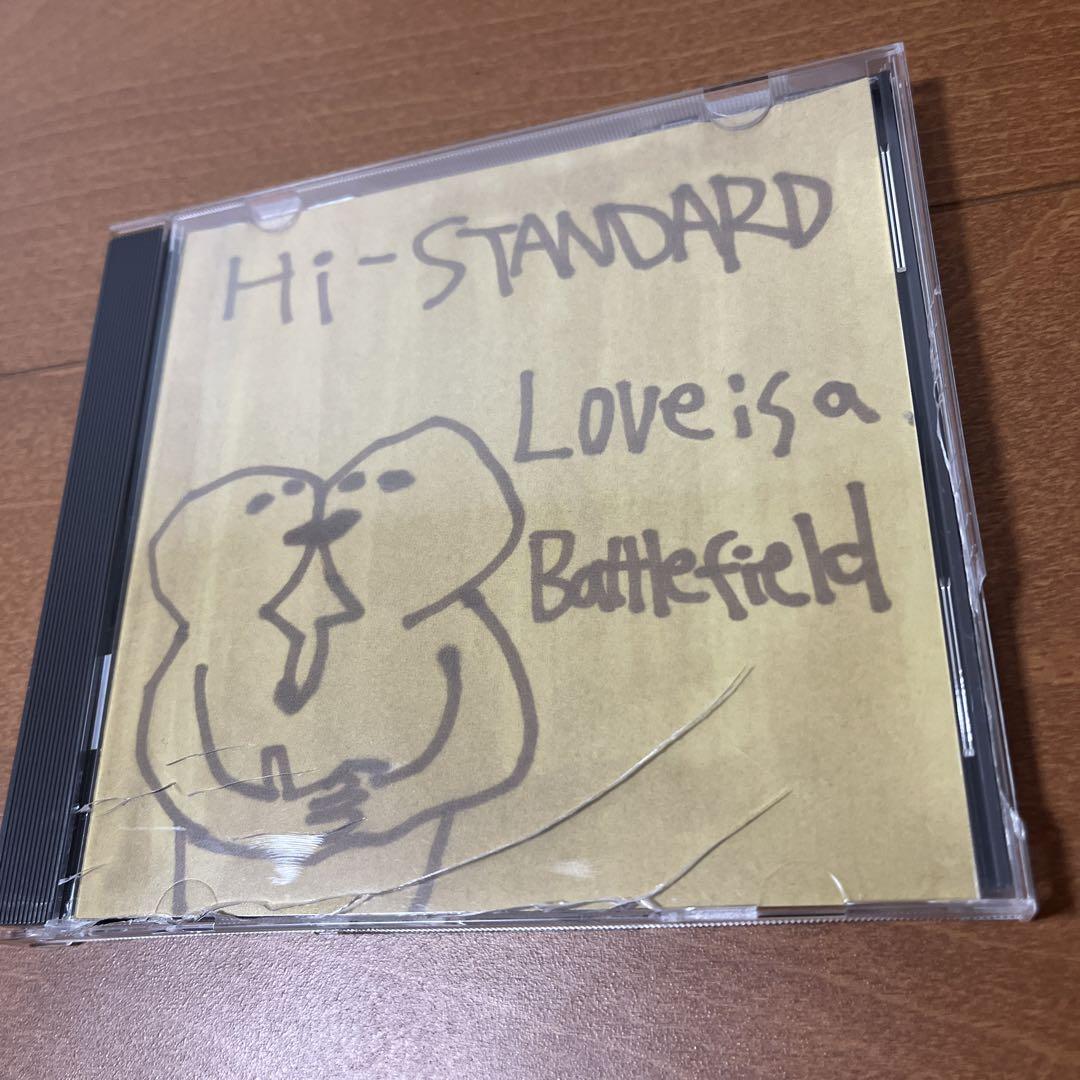 Hi-STANDARD
Love is a
Battlefield